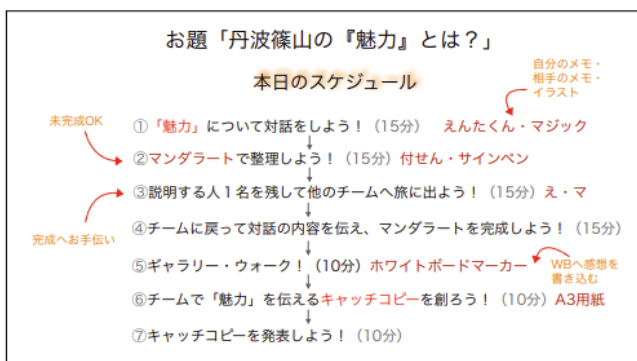 お題「丹波篠山の『魅力』とは？」
本日のスケジュール
自分のメモ・
相手のメモ・
イラスト
未完成OK
①「魅力」について対話をしよう！（15分） えんたくん・マジック
②マンダラートで整理しよう！（15分）付せん・サインペン
③説明する人１名を残して他のチームへ旅に出よう！（15分）え・マ
完成へお手伝い
④チームに戻って対話の内容を伝え、マンダラートを完成しよう！（15分）
⑤ギャラリー・ウォーク！（10分）ホワイトボードマーカー
WBへ感想を
書き込む
⑥チームで「魅力」を伝えるキャッチコピーを創ろう！（10分）A3用紙
⑦キャッチコピーを発表しよう！（10分）